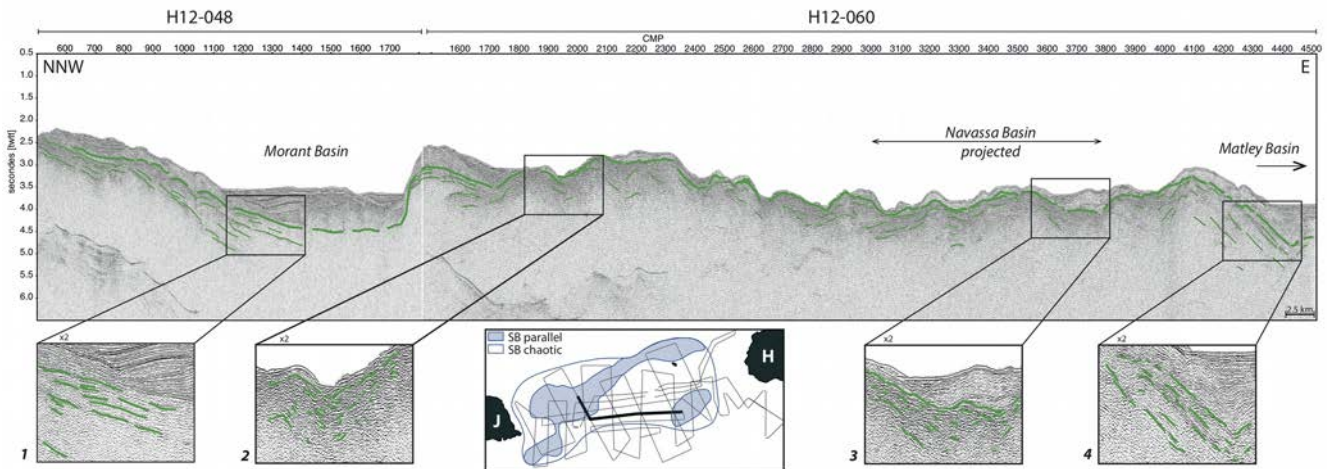 H12-048
H12-060
CMP
600 700 800 900 1000 1100 1200 1300 1400 1500 1600 1700 1600 1700 1800 1900 2000 2100 2200 2300 2400 2500 2600 2700 2800 2900 3000 3100 3200 3300 3400 3500 3600 3700 3800 3900 4000 4100 4200 4300 4400 4500
0.5
1.0
1.5
2.0
2.5
3.0
3.5
4.0
4.5
5.0
5.5
6.0
secondes [twtt]
NNW
E
Morant Basin
Navassa Basin
projected
Matley Basin
2.5 km
x2
x2
x2
x2
SB parallel
SB chaotic
H
J
1
2
3
4